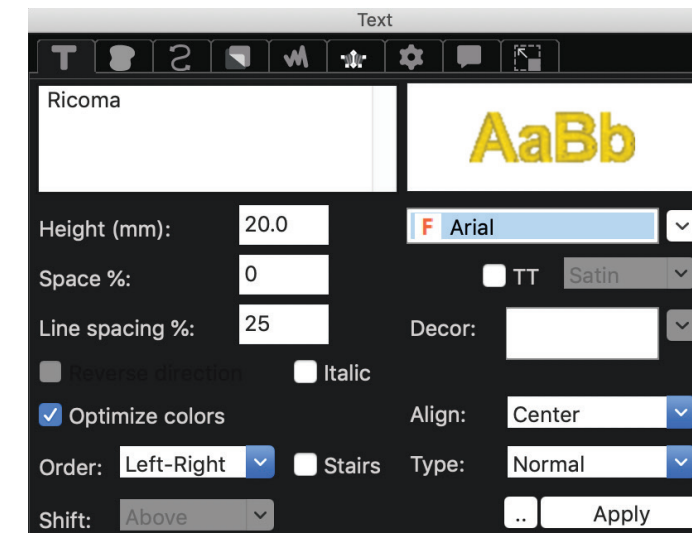 Text
Ricoma
AaBb
Height (mm): 20.0
F Arial
Space %: 0
TT Satin
Line spacing %: 25
Decor:
Reverse direction
Italic
Optimize colors
Align: Center
Order: Left-Right
Stairs
Type: Normal
Shift: Above
..
Apply